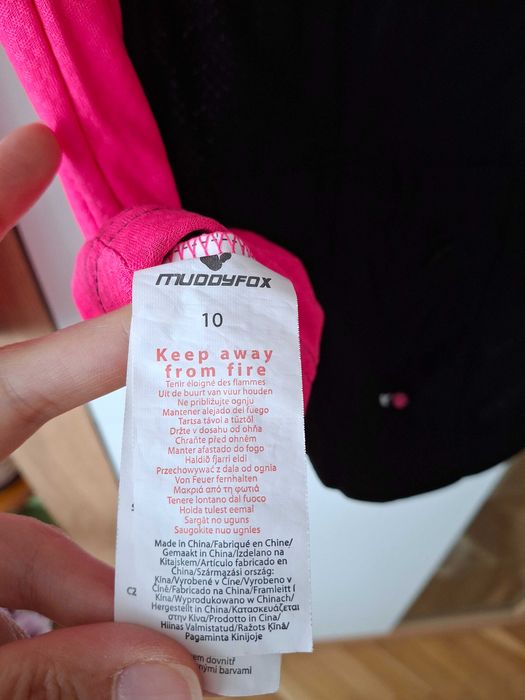 MUDDYFOX
10
Keep away
from fire
Tenir éloigné des flammes
Uit de buurt van vuur houden
Ne približujte ognju
Mantener alejado del fuego
Tartsa távol a tűztől
Držte v dosahu od ohňa
Chraňte před ohněm
Manter afastado do fogo
Haldið fjarri eldi
Przechowywać z dala od ognia
Von Feuer fernhalten
Μακριά από τη φωτιά
Tenere lontano dal fuoco
Hoida tulest eemal
Sargāt no uguns
Saugokite nuo ugnies
Made in China/Fabriqué en Chine/
Gemaakt in China/Izdelano na
Kitajskem/Artículo fabricado en
China/Származási ország:
Kína/Vyrobené v Číne/Vyrobeno v
Číně/Fabricado na China/Framleitt í
Kína/Wyprodukowano w Chinach/
Hergestellt in China/Κατασκευάζεται
στην Κίνα/Prodotto in Cina/
Hiinas Valmistatud/Ražots Ķīnā/
Pagaminta Kinijoje
C2
dovnitř
barvami